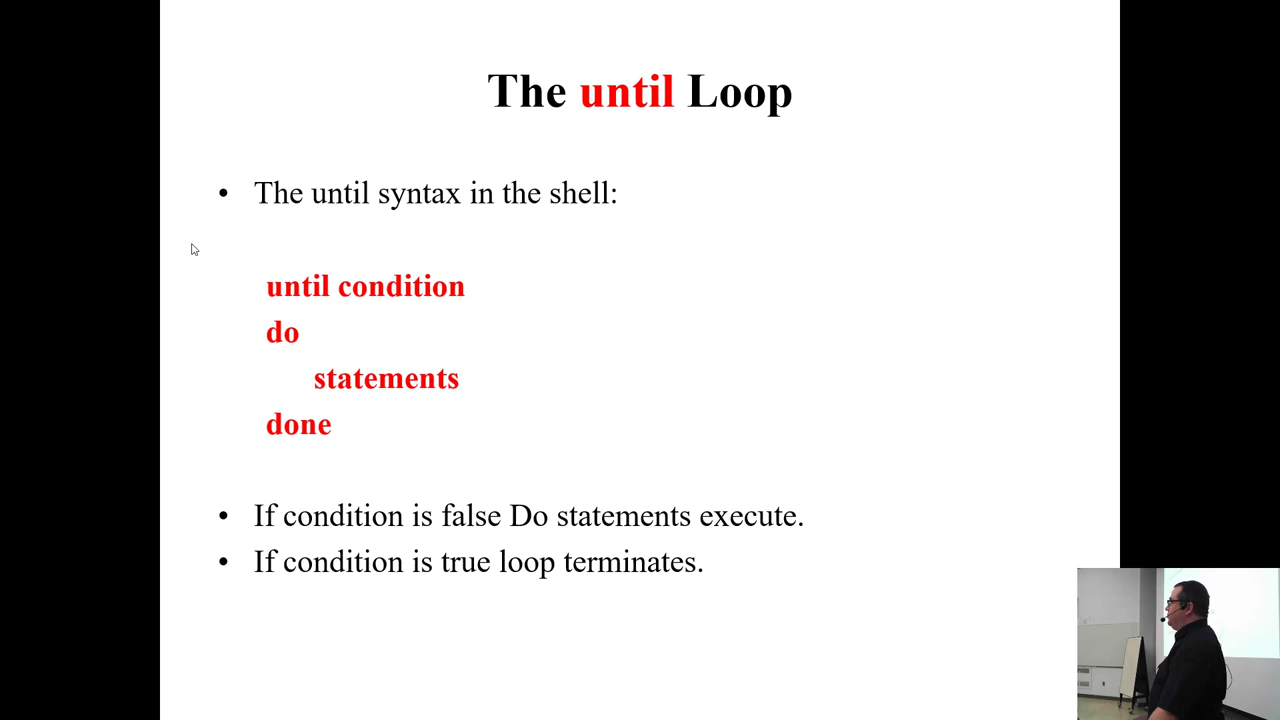 The until Loop
• The until syntax in the shell:
until condition
do
statements
done
• If condition is false Do statements execute.
• If condition is true loop terminates.